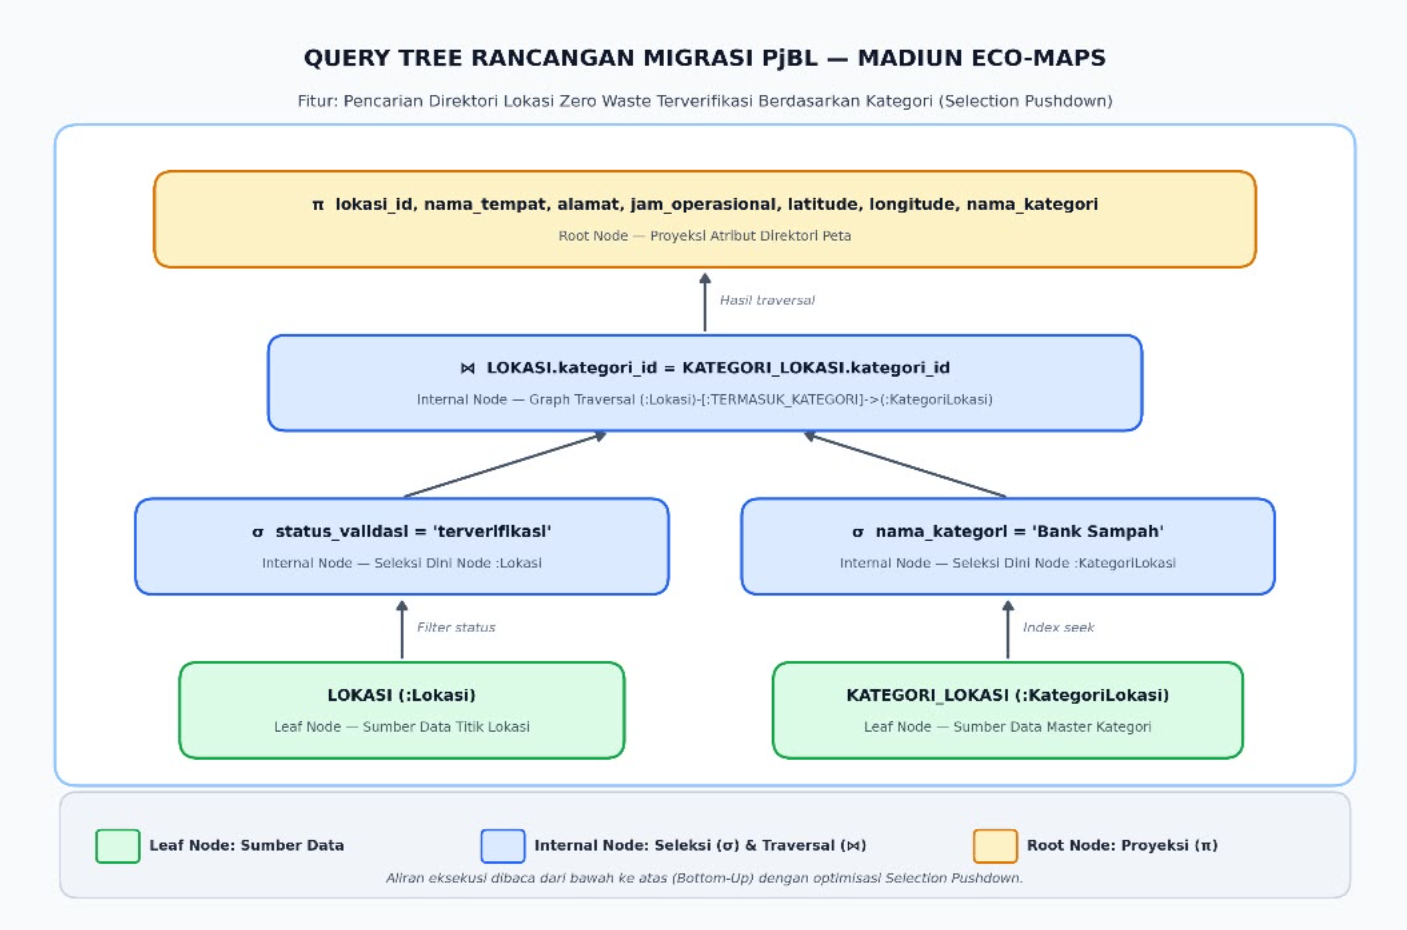 QUERY TREE RANCANGAN MIGRASI PjBL — MADIUN ECO-MAPS
Fitur: Pencarian Direktori Lokasi Zero Waste Terverifikasi Berdasarkan Kategori (Selection Pushdown)
π lokasi_id, nama_tempat, alamat, jam_operasional, latitude, longitude, nama_kategori
Root Node — Proyeksi Atribut Direktori Peta
Hasil traversal
⋈ LOKASI.kategori_id = KATEGORI_LOKASI.kategori_id
Internal Node — Graph Traversal (:Lokasi)-[:TERMASUK_KATEGORI]->(:KategoriLokasi)
σ status_validasi = 'terverifikasi'
Internal Node — Seleksi Dini Node :Lokasi
σ nama_kategori = 'Bank Sampah'
Internal Node — Seleksi Dini Node :KategoriLokasi
Filter status
Index seek
LOKASI (:Lokasi)
Leaf Node — Sumber Data Titik Lokasi
KATEGORI_LOKASI (:KategoriLokasi)
Leaf Node — Sumber Data Master Kategori
Leaf Node: Sumber Data
Internal Node: Seleksi (σ) & Traversal (⋈)
Root Node: Proyeksi (π)
Aliran eksekusi dibaca dari bawah ke atas (Bottom-Up) dengan optimisasi Selection Pushdown.